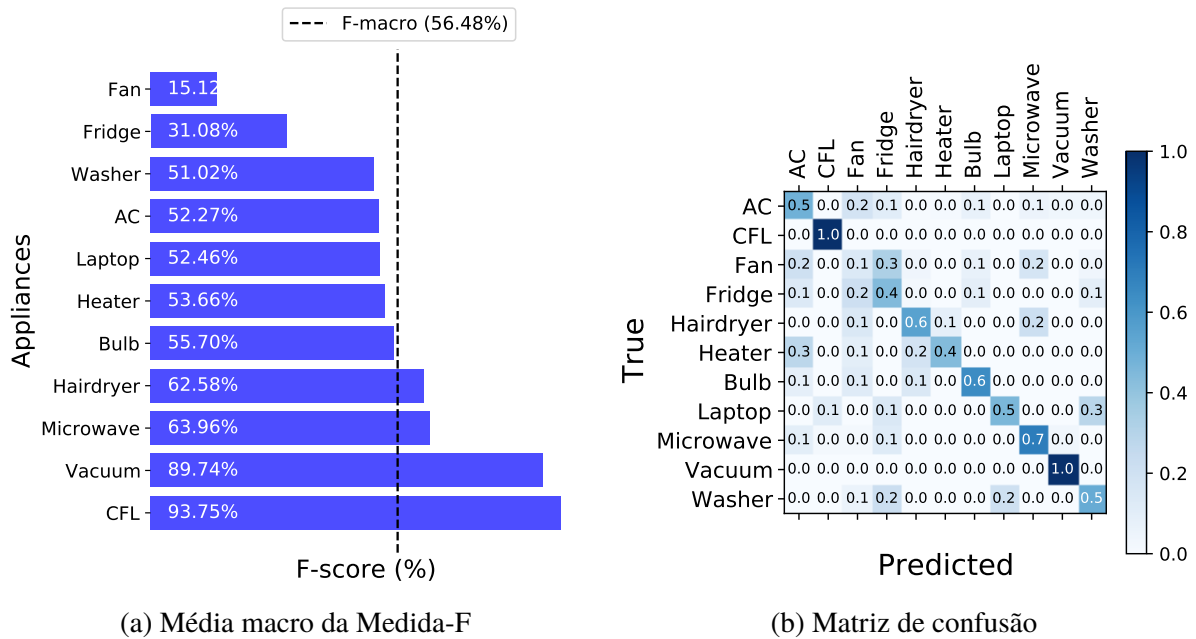 F-macro (56.48%)
Appliances
Fan 15.12
Fridge 31.08%
Washer 51.02%
AC 52.27%
Laptop 52.46%
Heater 53.66%
Bulb 55.70%
Hairdryer 62.58%
Microwave 63.96%
Vacuum 89.74%
CFL 93.75%
F-score (%)
(a) Média macro da Medida-F
AC CFL Fan Fridge Hairdryer Heater Bulb Laptop Microwave Vacuum Washer
True
AC 0.5 0.0 0.2 0.1 0.0 0.0 0.1 0.0 0.1 0.0 0.0
CFL 0.0 1.0 0.0 0.0 0.0 0.0 0.0 0.0 0.0 0.0 0.0
Fan 0.2 0.0 0.1 0.3 0.0 0.0 0.1 0.0 0.2 0.0 0.0
Fridge 0.1 0.0 0.2 0.4 0.0 0.0 0.1 0.0 0.0 0.0 0.1
Hairdryer 0.0 0.0 0.1 0.0 0.6 0.1 0.0 0.0 0.2 0.0 0.0
Heater 0.3 0.0 0.1 0.0 0.2 0.4 0.0 0.0 0.0 0.0 0.0
Bulb 0.1 0.0 0.1 0.0 0.1 0.0 0.6 0.0 0.0 0.0 0.0
Laptop 0.0 0.1 0.0 0.1 0.0 0.0 0.0 0.5 0.0 0.0 0.3
Microwave 0.1 0.0 0.0 0.1 0.0 0.0 0.0 0.0 0.7 0.0 0.0
Vacuum 0.0 0.0 0.0 0.0 0.0 0.0 0.0 0.0 0.0 1.0 0.0
Washer 0.0 0.0 0.1 0.2 0.0 0.0 0.0 0.2 0.0 0.0 0.5
Predicted
1.0
0.8
0.6
0.4
0.2
0.0
(b) Matriz de confusão